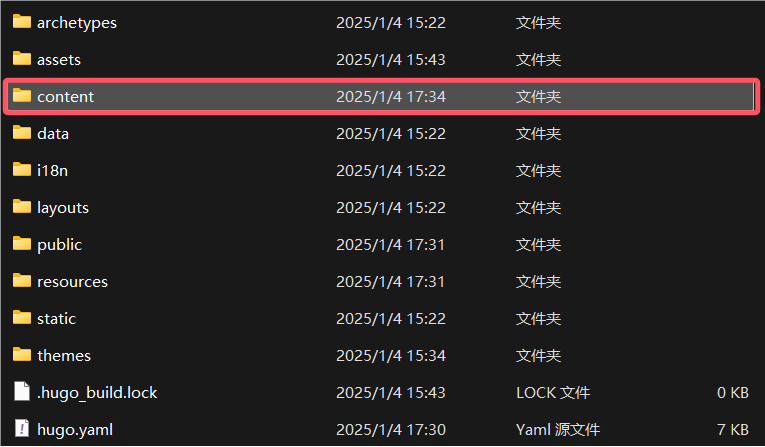 archetypes 2025/1/4 15:22 文件夹
assets 2025/1/4 15:43 文件夹
content 2025/1/4 17:34 文件夹
data 2025/1/4 15:22 文件夹
i18n 2025/1/4 15:22 文件夹
layouts 2025/1/4 15:22 文件夹
public 2025/1/4 17:31 文件夹
resources 2025/1/4 17:31 文件夹
static 2025/1/4 15:22 文件夹
themes 2025/1/4 15:34 文件夹
.hugo_build.lock 2025/1/4 15:43 LOCK 文件 0 KB
hugo.yaml 2025/1/4 17:30 Yaml 源文件 7 KB